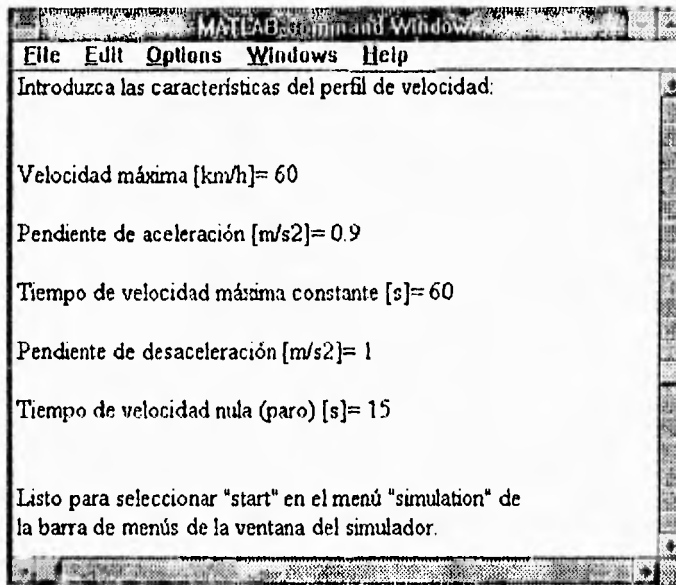 MATLAB Command Window
File Edit Options Windows Help
Introduzca las características del perfil de velocidad:
Velocidad máxima [km/h]= 60
Pendiente de aceleración [m/s2]= 0.9
Tiempo de velocidad máxima constante [s]= 60
Pendiente de desaceleración [m/s2]= 1
Tiempo de velocidad nula (paro) [s]= 15
Listo para seleccionar "start" en el menú "simulation" de
la barra de menús de la ventana del simulador.